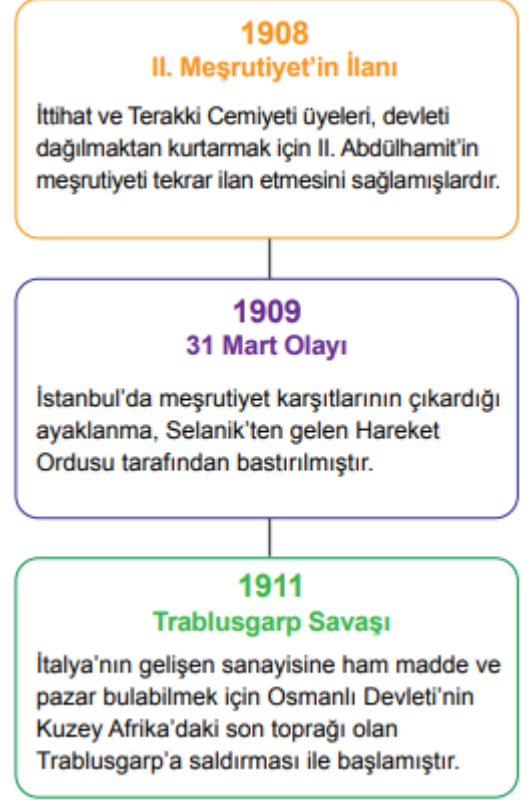 1908
II. Meşrutiyet'in İlanı
İttihat ve Terakki Cemiyeti üyeleri, devleti
dağılmaktan kurtarmak için II. Abdülhamit'in
meşrutiyeti tekrar ilan etmesini sağlamışlardır.
1909
31 Mart Olayı
İstanbul'da meşrutiyet karşıtlarının çıkardığı
ayaklanma, Selanik'ten gelen Hareket
Ordusu tarafından bastırılmıştır.
1911
Trablusgarp Savaşı
İtalya'nın gelişen sanayisine ham madde ve
pazar bulabilmek için Osmanlı Devleti'nin
Kuzey Afrika'daki son toprağı olan
Trablusgarp'a saldırması ile başlamıştır.